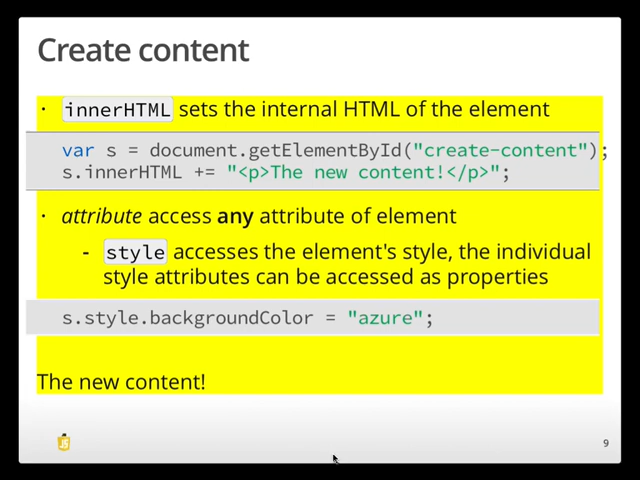 Create content
· innerHTML sets the internal HTML of the element
var s = document.getElementById("create-content");
s.innerHTML += "<p>The new content!</p>";
· attribute access any attribute of element
- style accesses the element's style, the individual
style attributes can be accessed as properties
s.style.backgroundColor = "azure";
The new content!
JS
9